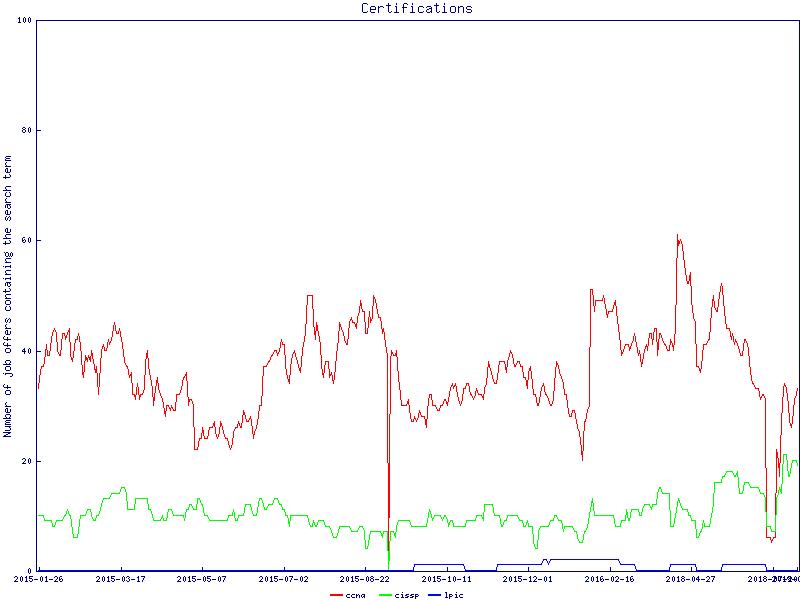 Certifications
Number of job offers containing the search term
100
80
60
40
20
0
2015-01-26 2015-03-17 2015-05-07 2015-07-02 2015-08-22 2015-10-11 2015-12-01 2016-02-16 2018-04-27
ccna cissp lpic